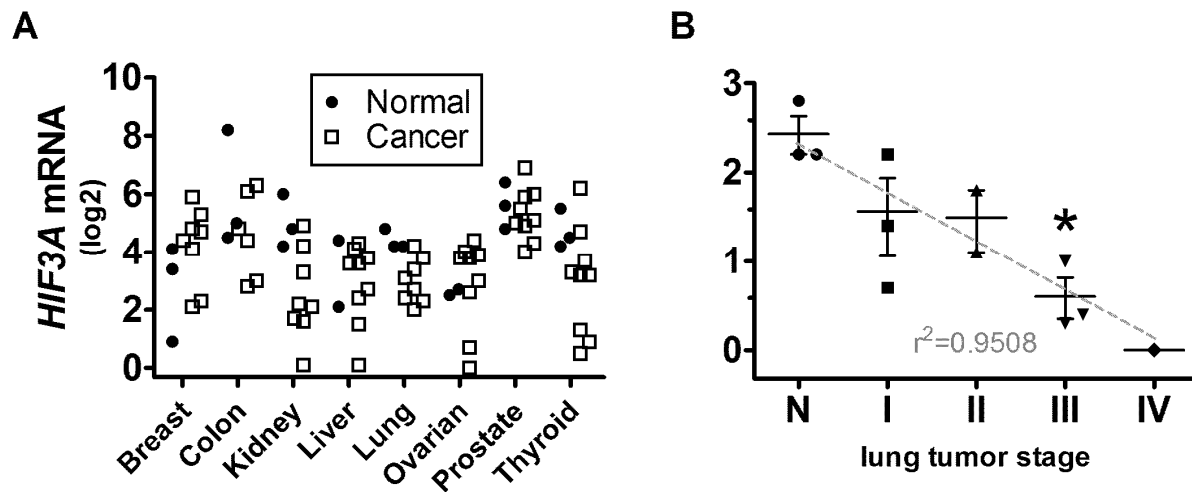 A
HIF3A mRNA
(log2)
10
8
6
4
2
0
Normal
Cancer
Breast
Colon
Kidney
Liver
Lung
Ovarian
Prostate
Thyroid
B
3
2
1
0
*
r²=0.9508
N I II III IV
lung tumor stage